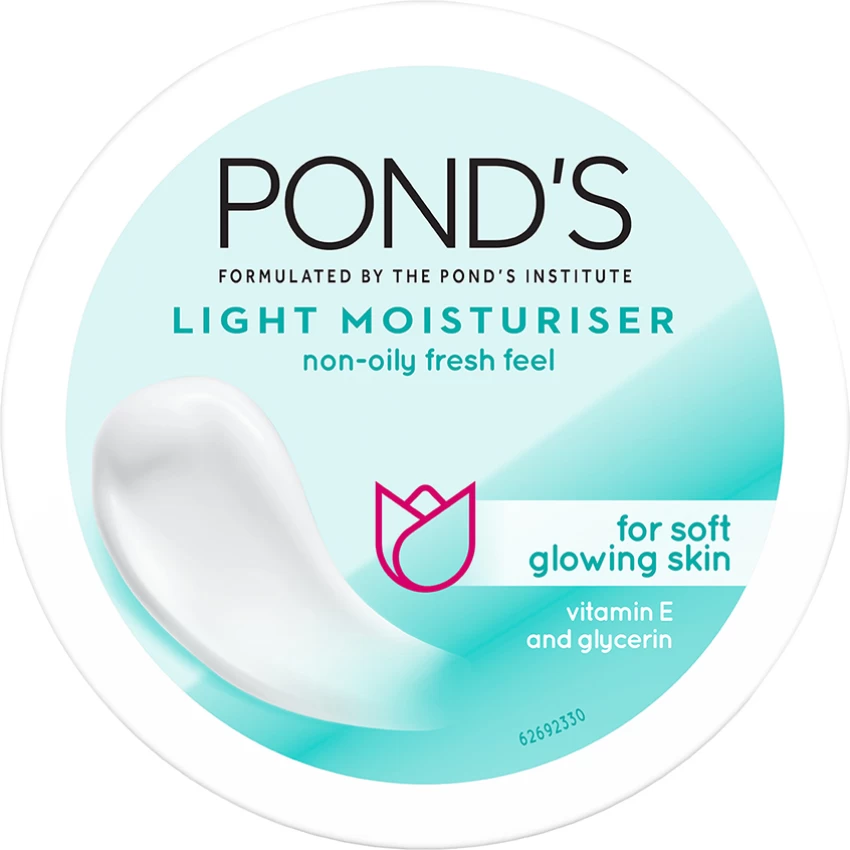 POND'S
FORMULATED BY THE POND'S INSTITUTE
LIGHT MOISTURISER
non-oily fresh feel
for soft
glowing skin
vitamin E
and glycerin
62692330